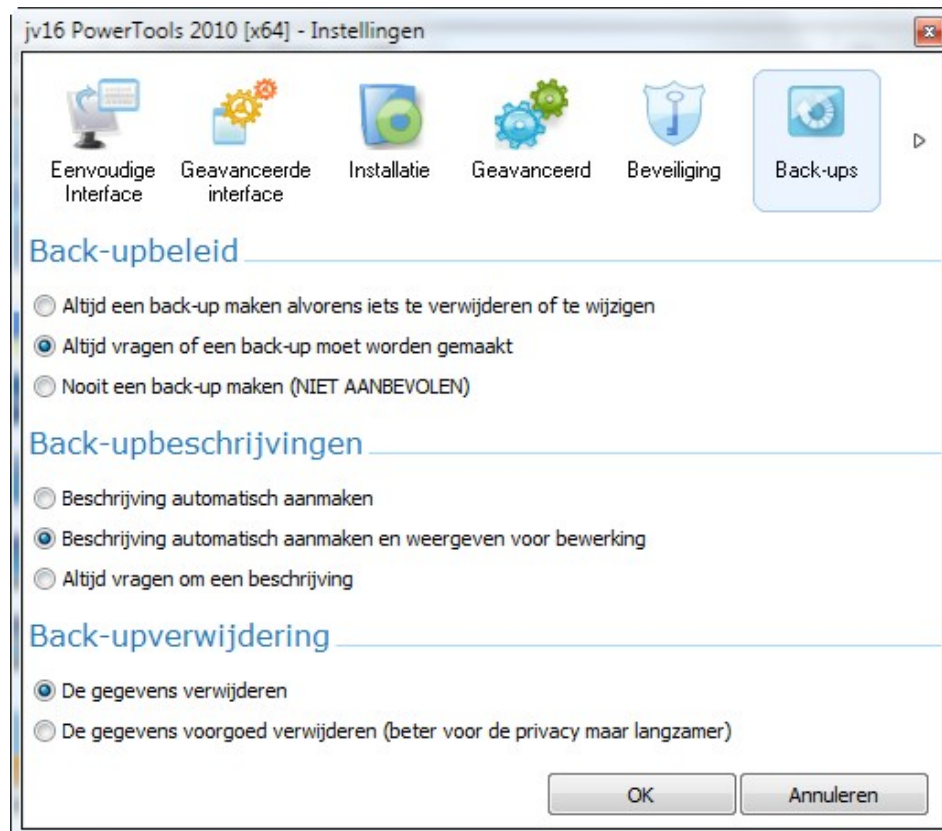 jv16 PowerTools 2010 [x64] - Instellingen
Eenvoudige Interface
Geavanceerde interface
Installatie
Geavanceerd
Beveiliging
Back-ups
Back-upbeleid
Altijd een back-up maken alvorens iets te verwijderen of te wijzigen
Altijd vragen of een back-up moet worden gemaakt
Nooit een back-up maken (NIET AANBEVOLEN)
Back-upbeschrijvingen
Beschrijving automatisch aanmaken
Beschrijving automatisch aanmaken en weergeven voor bewerking
Altijd vragen om een beschrijving
Back-upverwijdering
De gegevens verwijderen
De gegevens voorgoed verwijderen (beter voor de privacy maar langzamer)
OK
Annuleren